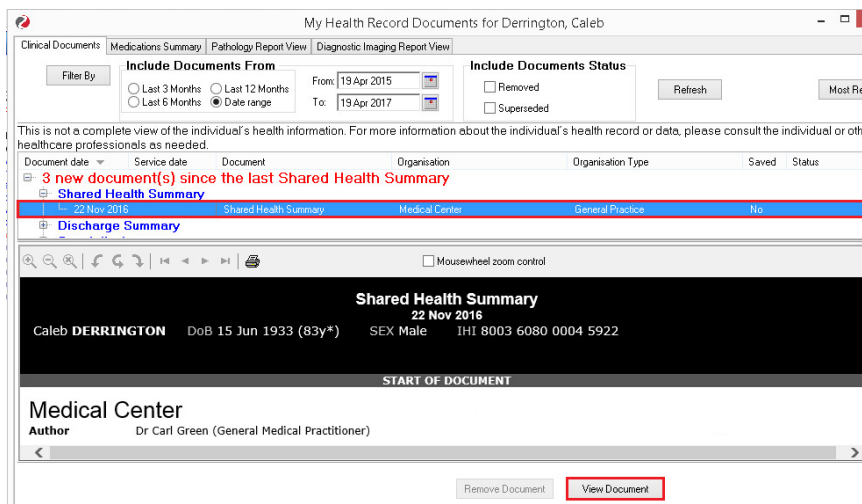 My Health Record Documents for Derrington, Caleb
Clinical Documents Medications Summary Pathology Report View Diagnostic Imaging Report View
Filter By
Include Documents From
Last 3 Months Last 12 Months
Last 6 Months Date range
From: 19 Apr 2015
To: 19 Apr 2017
Include Documents Status
Removed
Superseded
Refresh
Most Re
This is not a complete view of the individual's health information. For more information about the individual's health record or data, please consult the individual or oth
healthcare professionals as needed.
Document date Service date Document Organisation Organisation Type Saved Status
3 new document(s) since the last Shared Health Summary
Shared Health Summary
22 Nov 2016 Shared Health Summary Medical Center General Practice No
Discharge Summary
Mousewheel zoom control
Shared Health Summary
22 Nov 2016
Caleb DERRINGTON DoB 15 Jun 1933 (83y*) SEX Male IHI 8003 6080 0004 5922
START OF DOCUMENT
Medical Center
Author Dr Carl Green (General Medical Practitioner)
Remove Document View Document